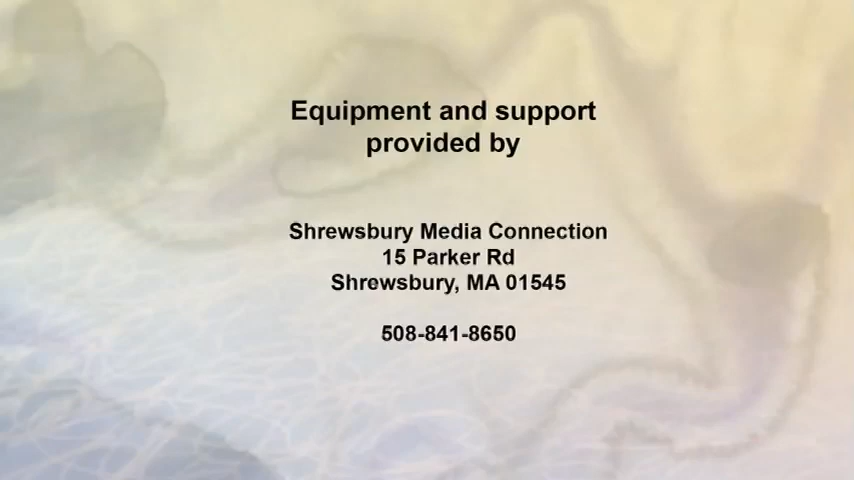 Equipment and support
provided by
Shrewsbury Media Connection
15 Parker Rd
Shrewsbury, MA 01545
508-841-8650